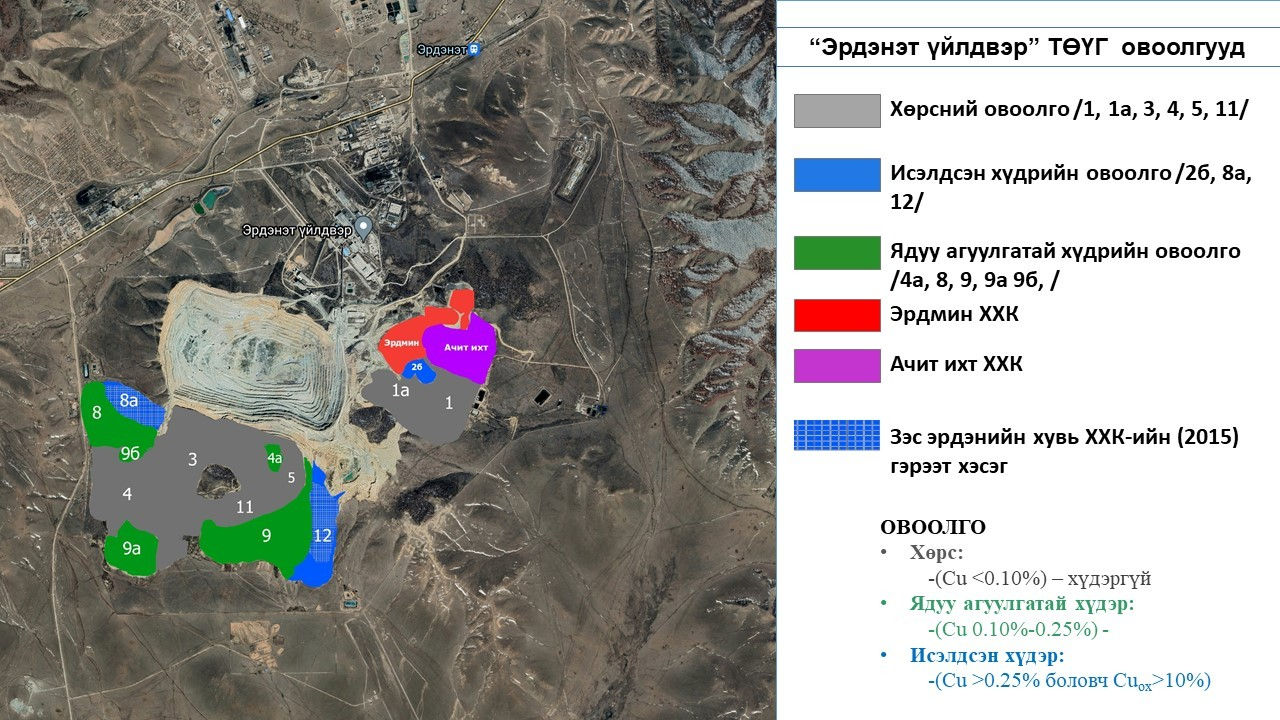 “Эрдэнэт үйлдвэр” ТӨҮГ овоолгууд
Эрдэнэт
Эрдэнэт үйлдвэр
Эрдмин
Ачит ихт
2б
1а
1
8а
8
9б
3
4а
5
4
11
9
12
9а
Хөрсний овоолго /1, 1а, 3, 4, 5, 11/
Исэлдсэн хүдрийн овоолго /2б, 8а,
12/
Ядуу агуулгатай хүдрийн овоолго
/4а, 8, 9, 9а 9б, /
Эрдмин ХХК
Ачит ихт ХХК
Зэс эрдэнийн хувь ХХК-ийн (2015)
гэрээт хэсэг
ОВООЛГО
• Хөрс:
-(Cu <0.10%) – хүдэргүй
• Ядуу агуулгатай хүдэр:
-(Cu 0.10%-0.25%) -
• Исэлдсэн хүдэр:
-(Cu >0.25% боловч Cuox>10%)